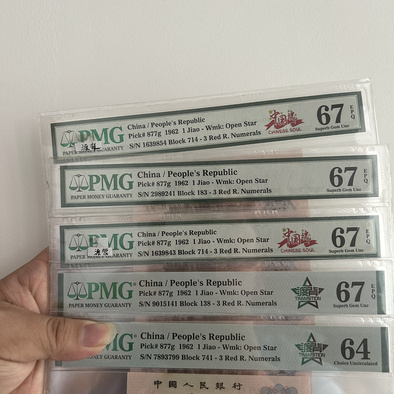 PMG
PAPER MONEY GUARANTY
China / People's Republic
Pick# 877g 1962 1 Jiao - Wmk: Open Star
S/N 1639854 Block 714 - 3 Red R. Numerals
CHINESE SOUL
67 EPQ
Superb Gem Unc
PMG
PAPER MONEY GUARANTY
China / People's Republic
Pick# 877g 1962 1 Jiao - Wmk: Open Star
S/N 2989241 Block 183 - 3 Red R. Numerals
67 EPQ
Superb Gem Unc
PMG
PAPER MONEY GUARANTY
China / People's Republic
Pick# 877g 1962 1 Jiao - Wmk: Open Star
S/N 1639843 Block 714 - 3 Red R. Numerals
CHINESE SOUL
67 EPQ
Superb Gem Unc
PMG
PAPER MONEY GUARANTY
China / People's Republic
Pick# 877g 1962 1 Jiao - Wmk: Open Star
S/N 9015141 Block 138 - 3 Red R. Numerals
TRANSITION
67 EPQ
Superb Gem Unc
PMG
PAPER MONEY GUARANTY
China / People's Republic
Pick# 877g 1962 1 Jiao - Wmk: Open Star
S/N 7893799 Block 741 - 3 Red R. Numerals
TRANSITION
64
Choice Uncirculated
中國人民銀行